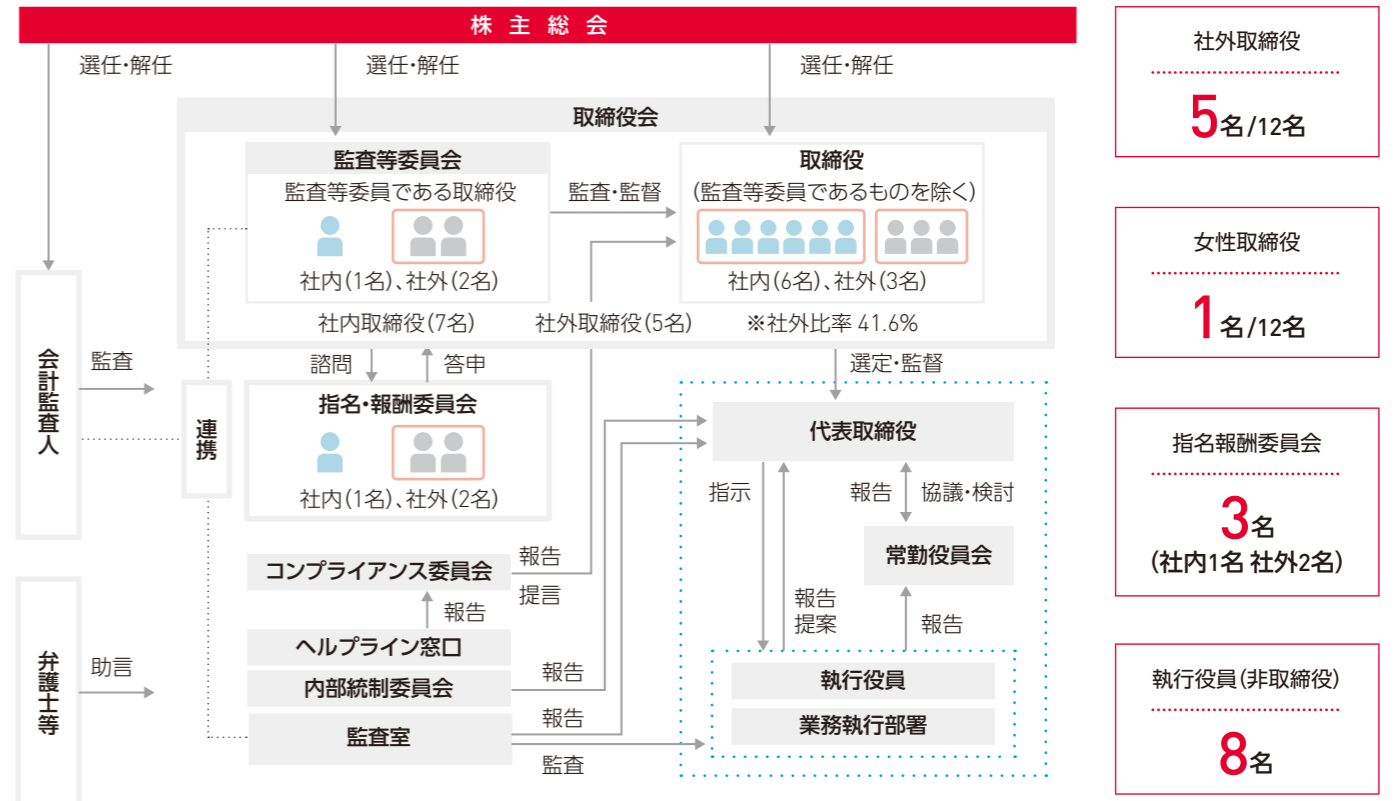 株主総会
選任・解任
選任・解任
選任・解任
取締役会
監査等委員会
監査等委員である取締役
社内(1名)、社外(2名)
監査・監督
取締役
(監査等委員であるものを除く)
社内(6名)、社外(3名)
社内取締役(7名)
社外取締役(5名)
※社外比率 41.6%
会計監査人
監査
連携
諮問
答申
指名・報酬委員会
社内(1名)、社外(2名)
選定・監督
代表取締役
指示
報告
協議・検討
常勤役員会
報告
提案
報告
執行役員
業務執行部署
コンプライアンス委員会
報告
提言
報告
ヘルプライン窓口
内部統制委員会
報告
監査室
報告
監査
弁護士等
助言
社外取締役
5名/12名
女性取締役
1名/12名
指名報酬委員会
3名
(社内1名 社外2名)
執行役員(非取締役)
8名